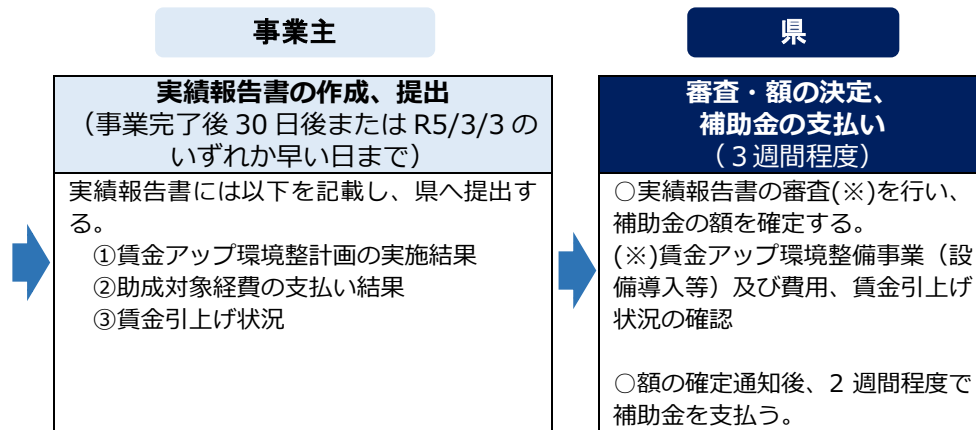 事業主
県
実績報告書の作成、提出
（事業完了後 30 日後または R5/3/3 の
いずれか早い日まで）
実績報告書には以下を記載し、県へ提出す
る。
①賃金アップ環境整計画の実施結果
②助成対象経費の支払い結果
③賃金引上げ状況
審査・額の決定、
補助金の支払い
（３週間程度）
○実績報告書の審査(※)を行い、
補助金の額を確定する。
(※)賃金アップ環境整備事業（設
備導入等）及び費用、賃金引上げ
状況の確認
○額の確定通知後、2 週間程度で
補助金を支払う。